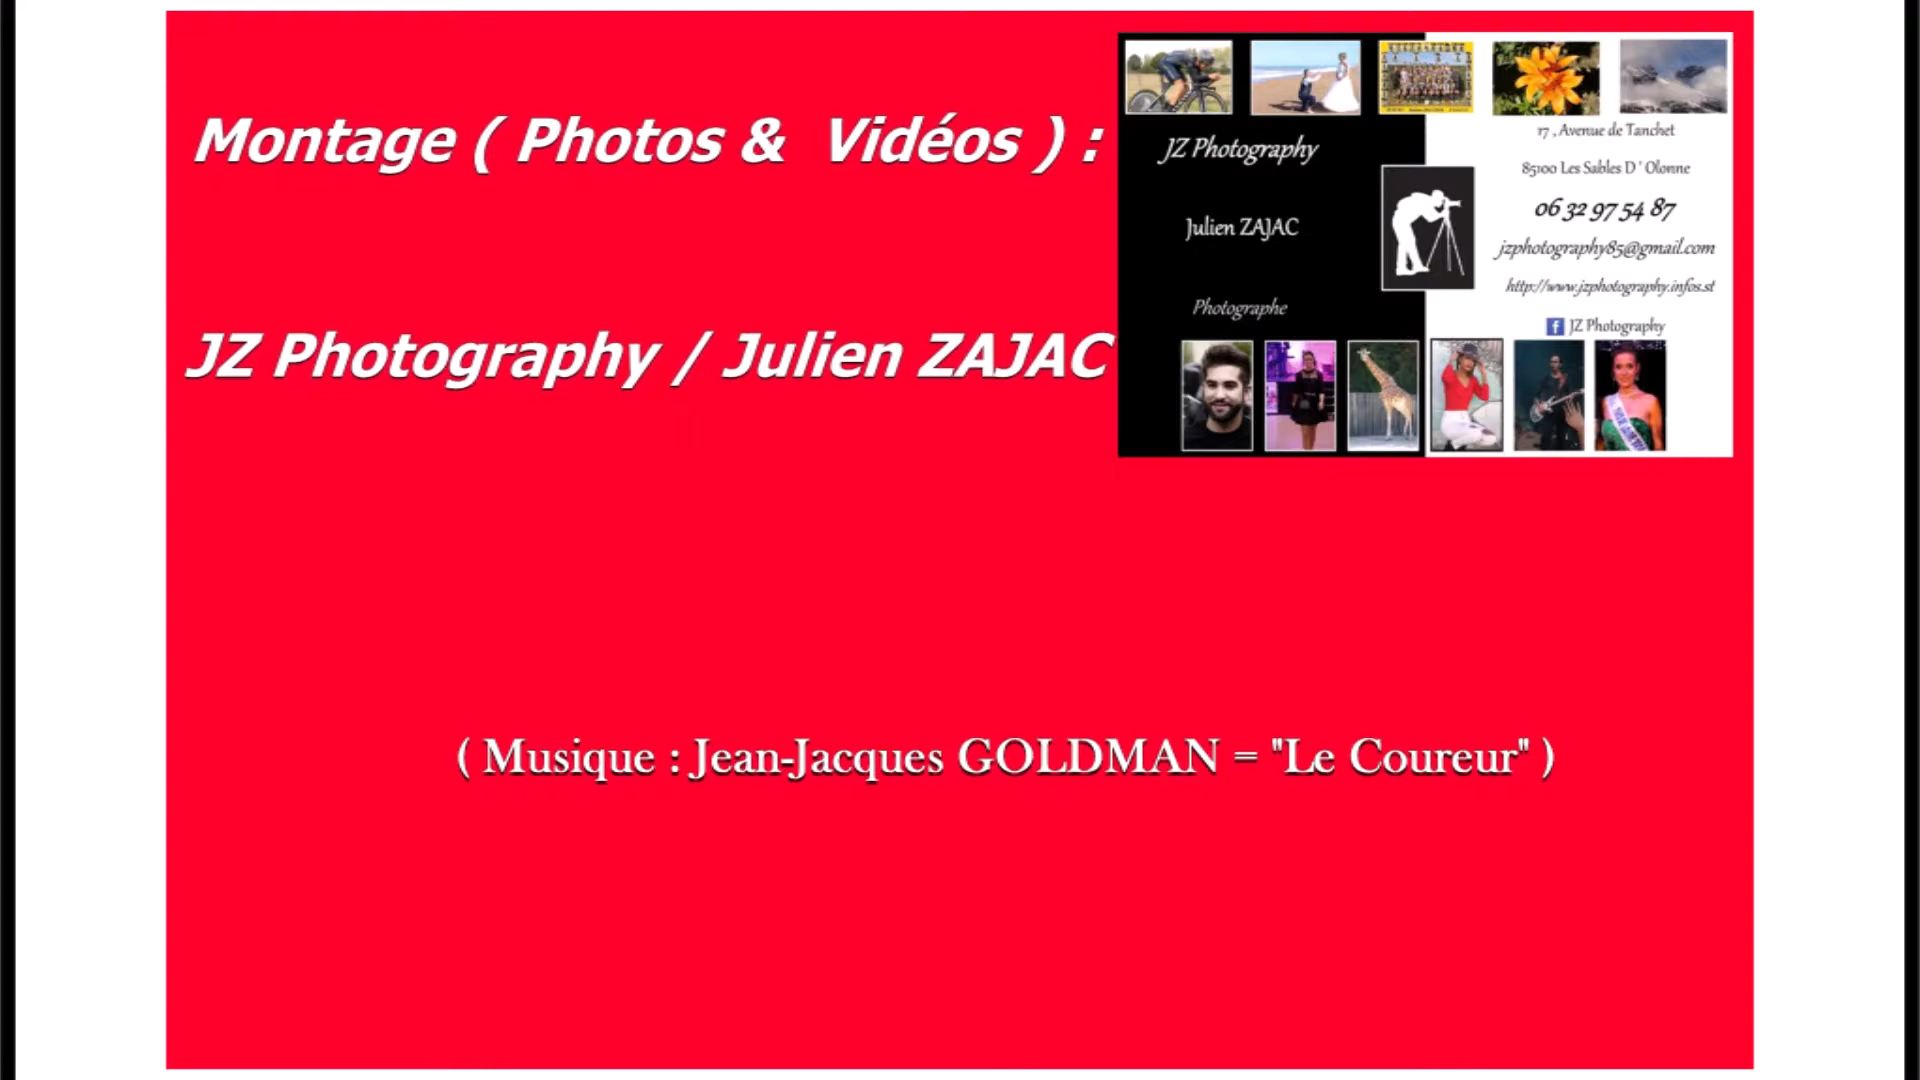 Montage ( Photos & Vidéos ) :
JZ Photography / Julien ZAJAC
JZ Photography
Julien ZAJAC
Photographe
17 , Avenue de Tanchet
85100 Les Sables D ' Olonne
06 32 97 54 87
jzphotography85@gmail.com
http://www.jzphotography.infos.st
JZ Photography
( Musique : Jean-Jacques GOLDMAN = "Le Coureur" )